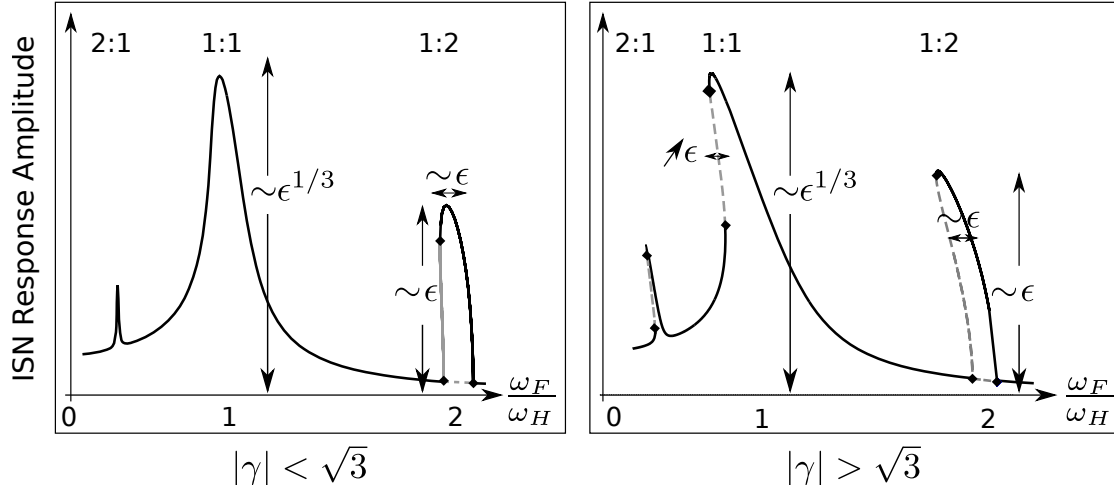 ISN Response Amplitude
2:1 1:1 1:2
∼ϵ^{1/3}
∼ϵ
∼ϵ
0 1 2
ω_F/ω_H
|γ| < √3
2:1 1:1 1:2
ϵ
∼ϵ^{1/3}
∼ϵ
∼ϵ
0 1 2
ω_F/ω_H
|γ| > √3